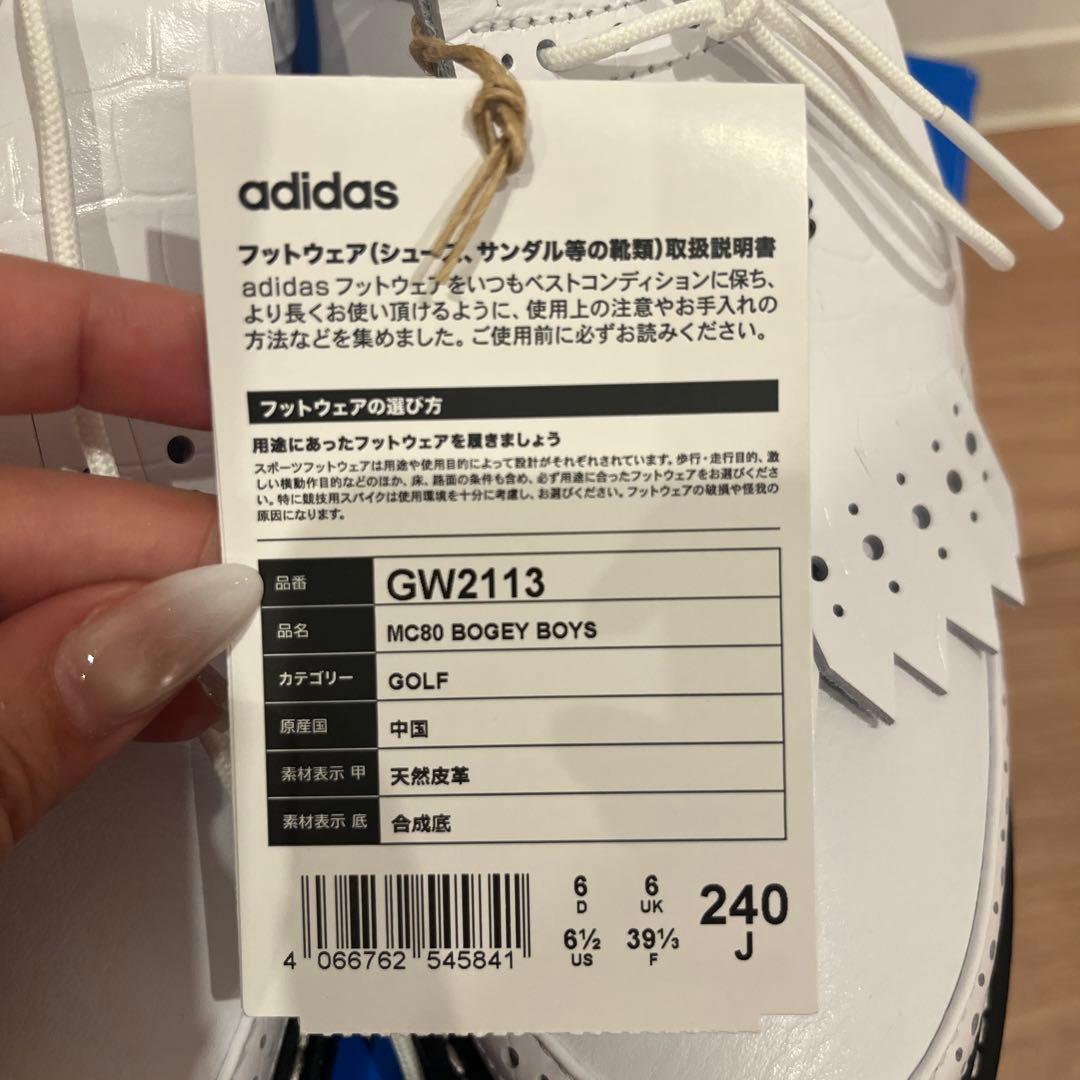 adidas
フットウェア(シューズ、サンダル等の靴類)取扱説明書
adidas フットウェアをいつもベストコンディションに保ち、
より長くお使い頂けるように、使用上の注意やお手入れの
方法などを集めました。ご使用前に必ずお読みください。
フットウェアの選び方
用途にあったフットウェアを履きましょう
スポーツフットウェアは用途や使用目的によって設計がそれぞれされています。歩行・走行目的、激
しい横動作目的などのほか、床、路面の条件も含め、必ず用途に合ったフットウェアをお選びくださ
い。特に競技用スパイクは使用環境を十分に考慮し、お選びください。フットウェアの破損や怪我の
原因になります。
品番 GW2113
品名 MC80 BOGEY BOYS
カテゴリー GOLF
原産国 中国
素材表示 甲 天然皮革
素材表示 底 合成底
6 6 240
D UK J
6½ 39⅓
US F
4 066762 545841